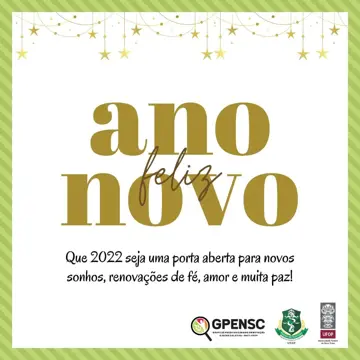 ano
feliz
novo
Que 2022 seja uma porta aberta para novos
sonhos, renovações de fé, amor e muita paz!
GPENSC
UFOP